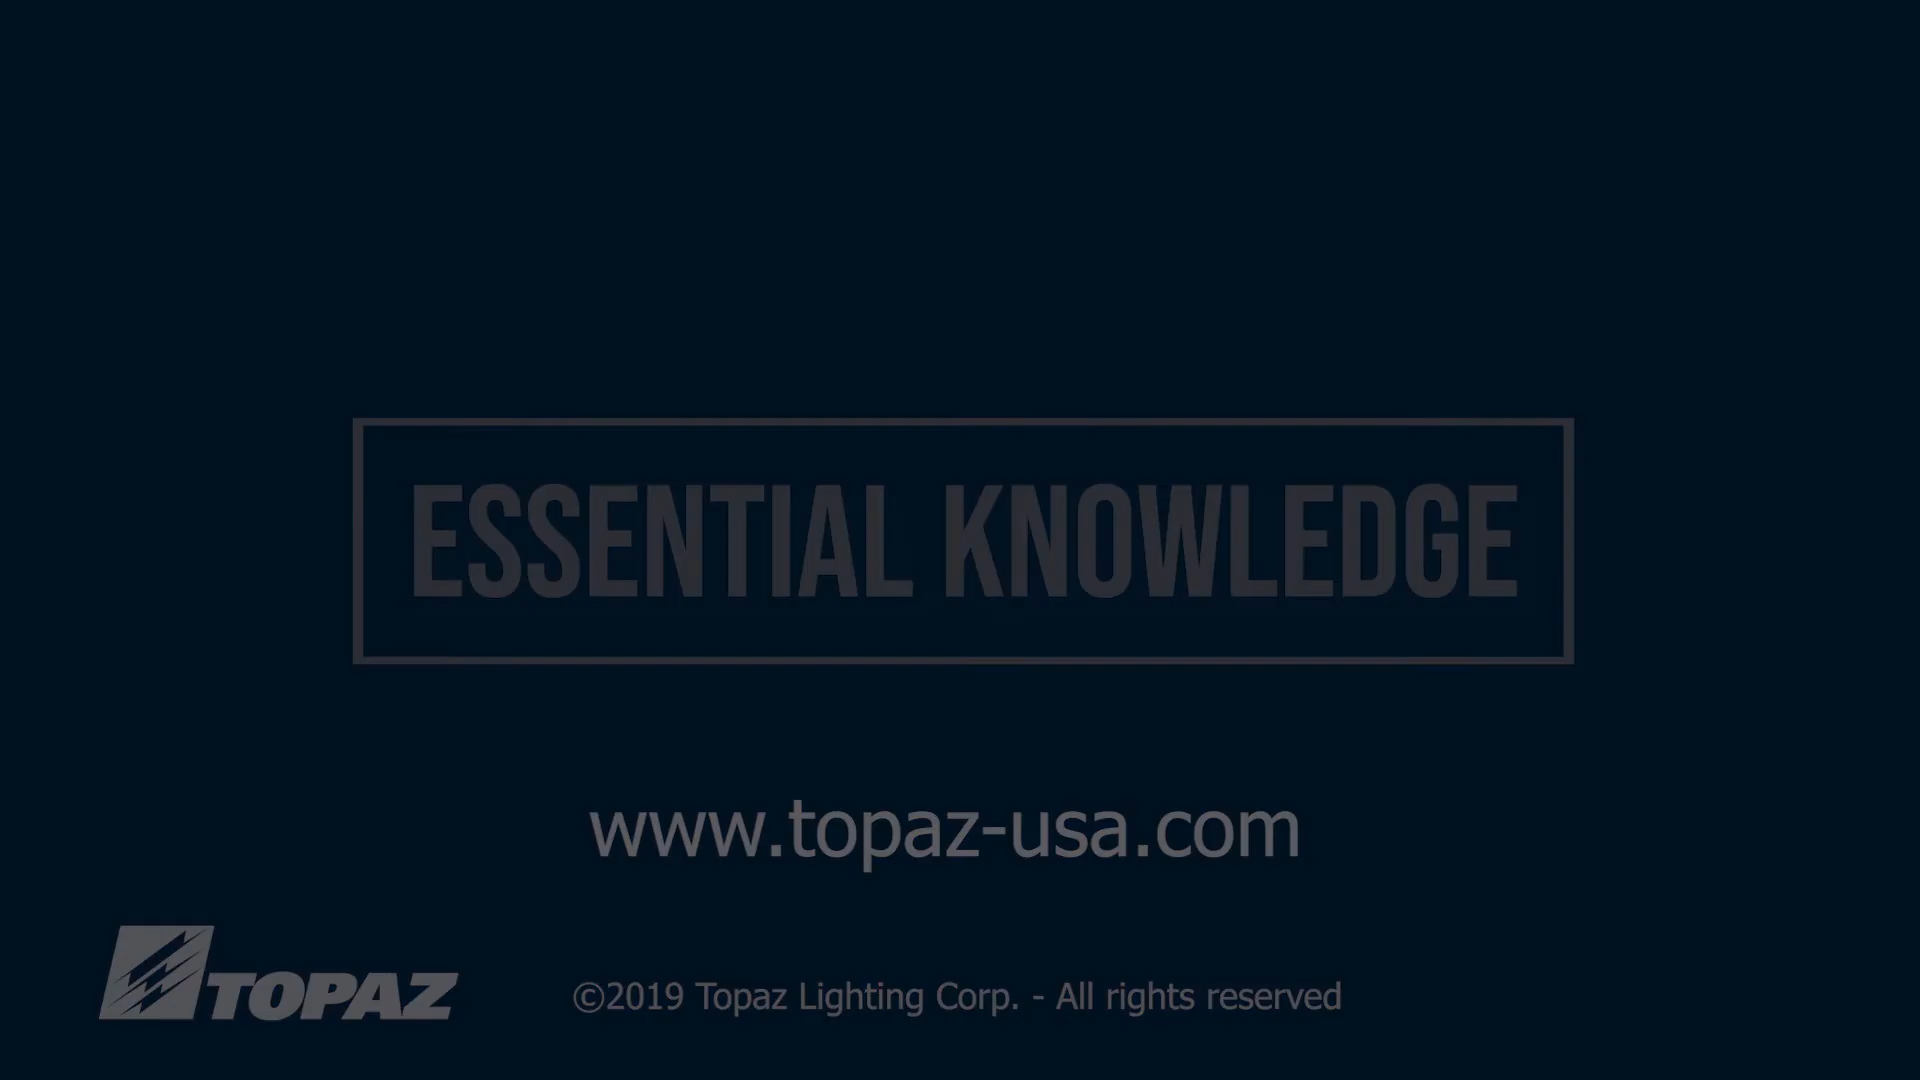 ESSENTIAL KNOWLEDGE
www.topaz-usa.com
TOPAZ
©2019 Topaz Lighting Corp. - All rights reserved